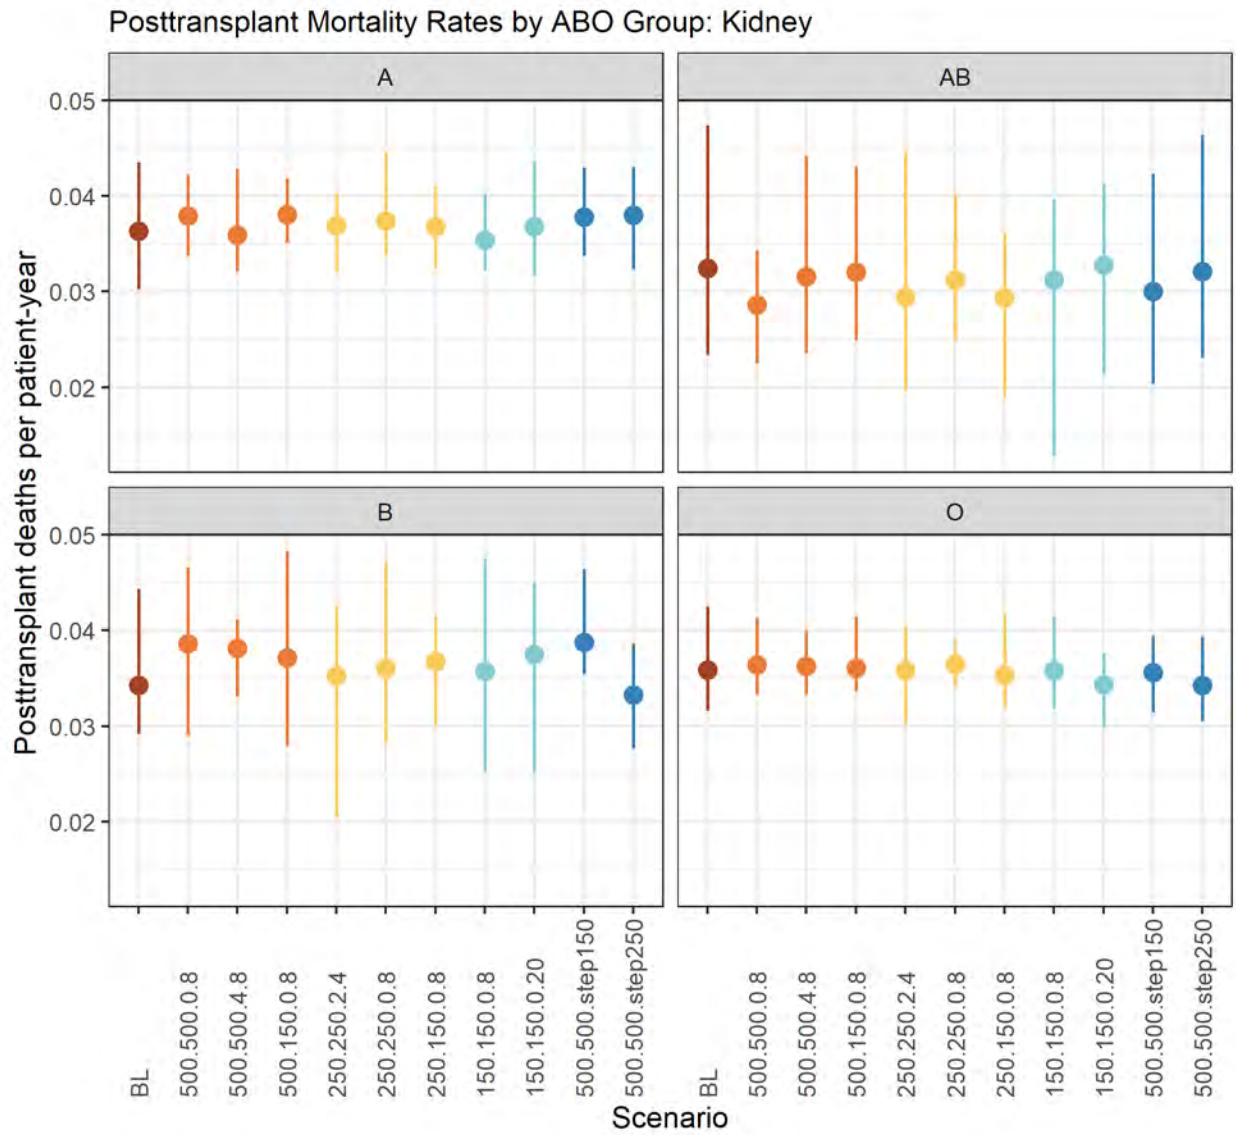 Posttransplant Mortality Rates by ABO Group: Kidney
A
AB
0.05
0.04
0.03
0.02
B
O
0.05
0.04
0.03
0.02
Posttransplant deaths per patient-year
BL
500.500.0.8
500.500.4.8
500.150.0.8
250.250.2.4
250.250.0.8
250.150.0.8
150.150.0.8
150.150.0.20
500.500.step150
500.500.step250
BL
500.500.0.8
500.500.4.8
500.150.0.8
250.250.2.4
250.250.0.8
250.150.0.8
150.150.0.8
150.150.0.20
500.500.step150
500.500.step250
Scenario